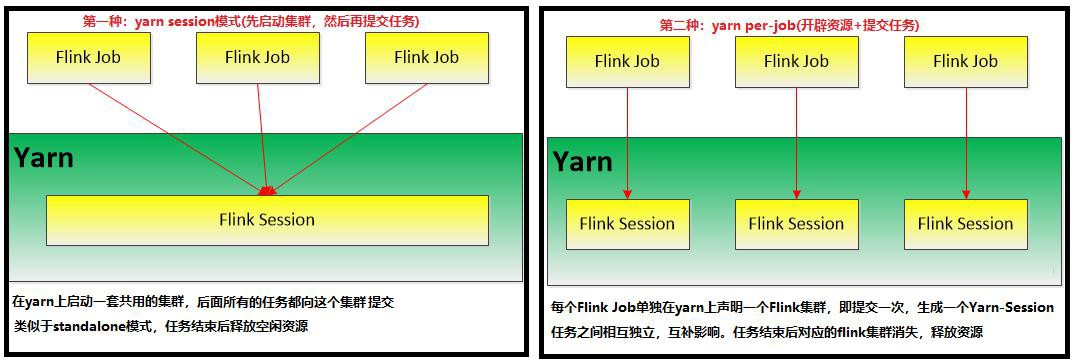 第一种：yarn session模式(先启动集群，然后再提交任务)
Flink Job
Flink Job
Flink Job
Yarn
Flink Session
在yarn上启动一套共用的集群，后面所有的任务都向这个集群提交
类似于standalone模式，任务结束后释放空闲资源
第二种：yarn per-job(开辟资源+提交任务)
Flink Job
Flink Job
Flink Job
Yarn
Flink Session
Flink Session
Flink Session
每个Flink Job单独在yarn上声明一个Flink集群，即提交一次，生成一个Yarn-Session
任务之间相互独立，互补影响。任务结束后对应的flink集群消失，释放资源